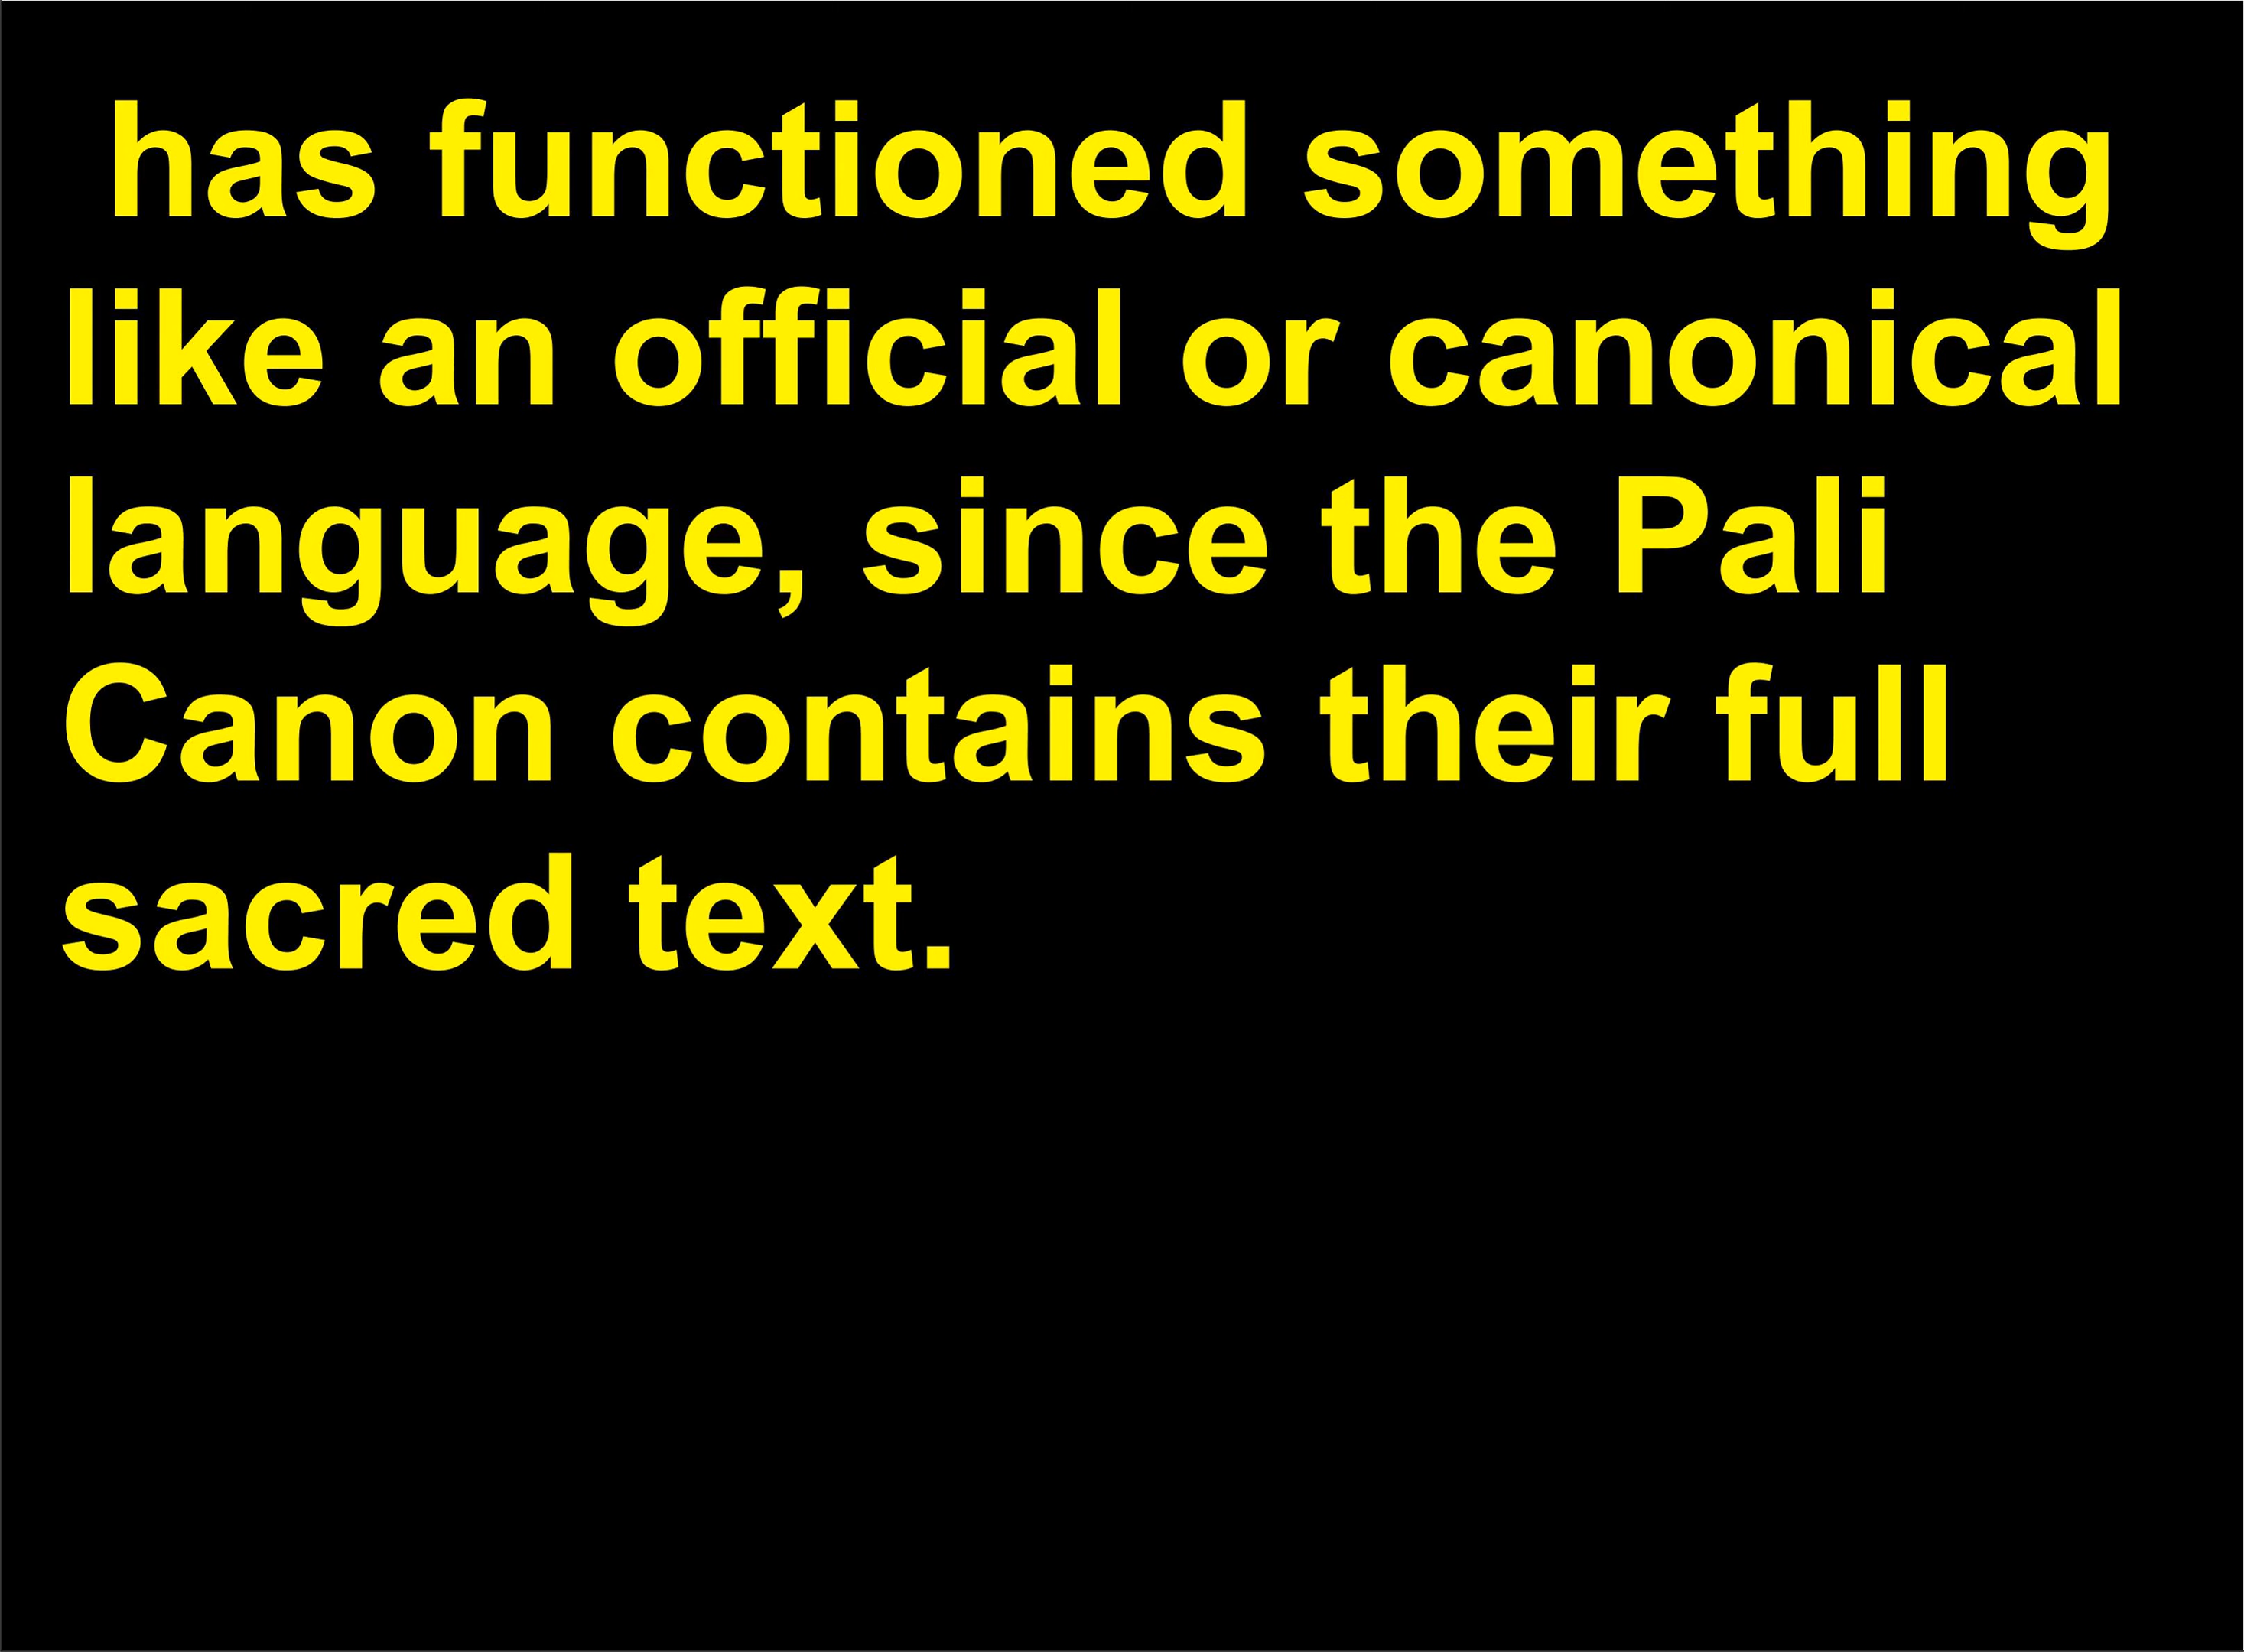 has functioned something
like an official or canonical
language, since the Pali
Canon contains their full
sacred text.